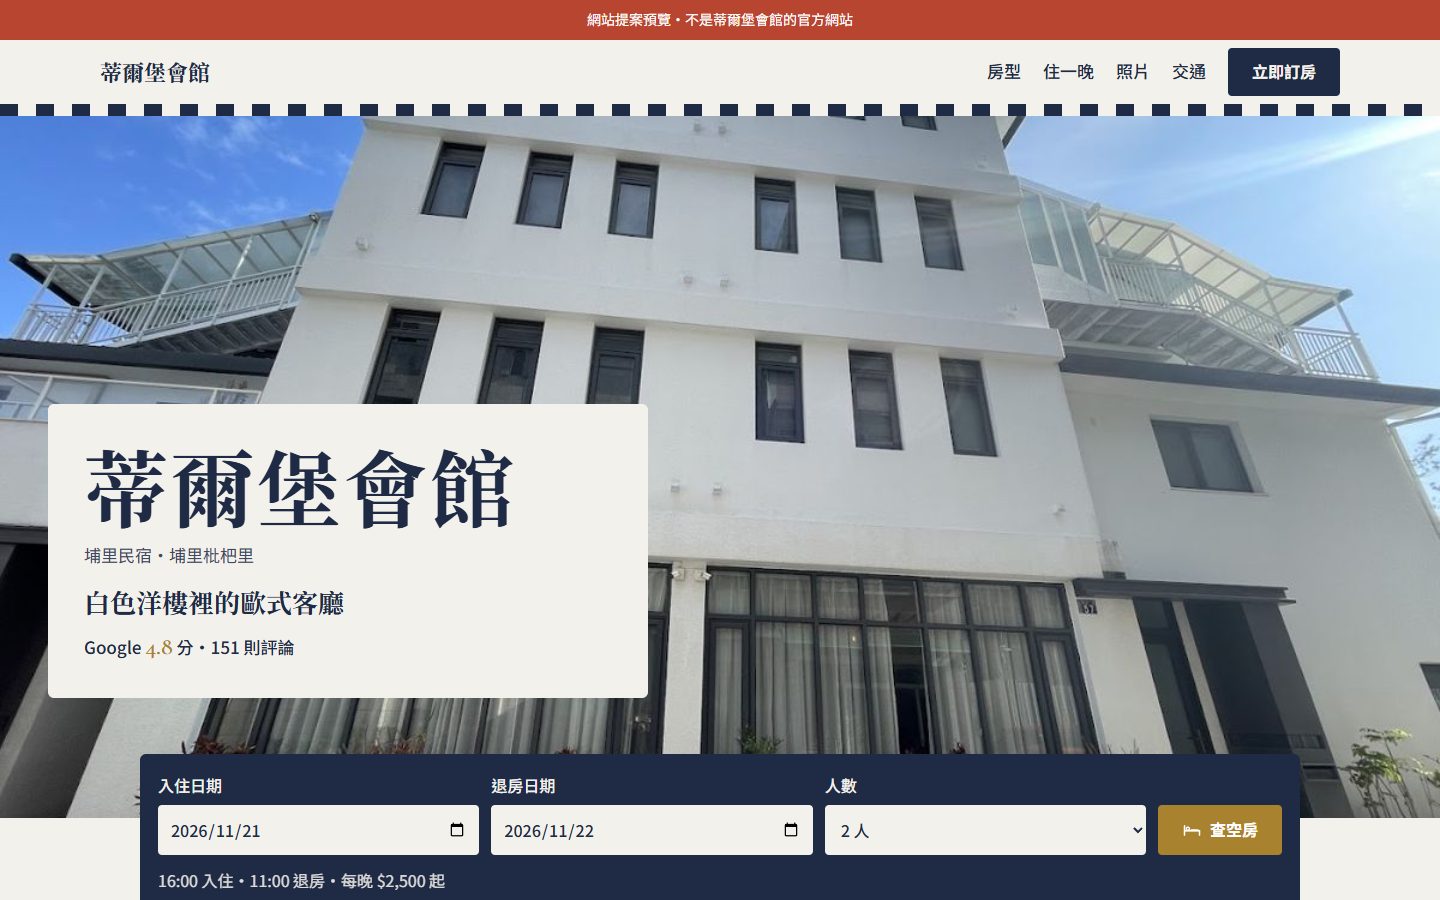 網站提案預覽・不是蒂爾堡會館的官方網站
蒂爾堡會館
房型 住一晚 照片 交通 立即訂房
蒂爾堡會館
埔里民宿・埔里枇杷里
白色洋樓裡的歐式客廳
Google 4.8 分・151 則評論
37
入住日期 退房日期 人數
2026/11/21 2026/11/22 2 人 查空房
16:00 入住・11:00 退房・每晚 $2,500 起